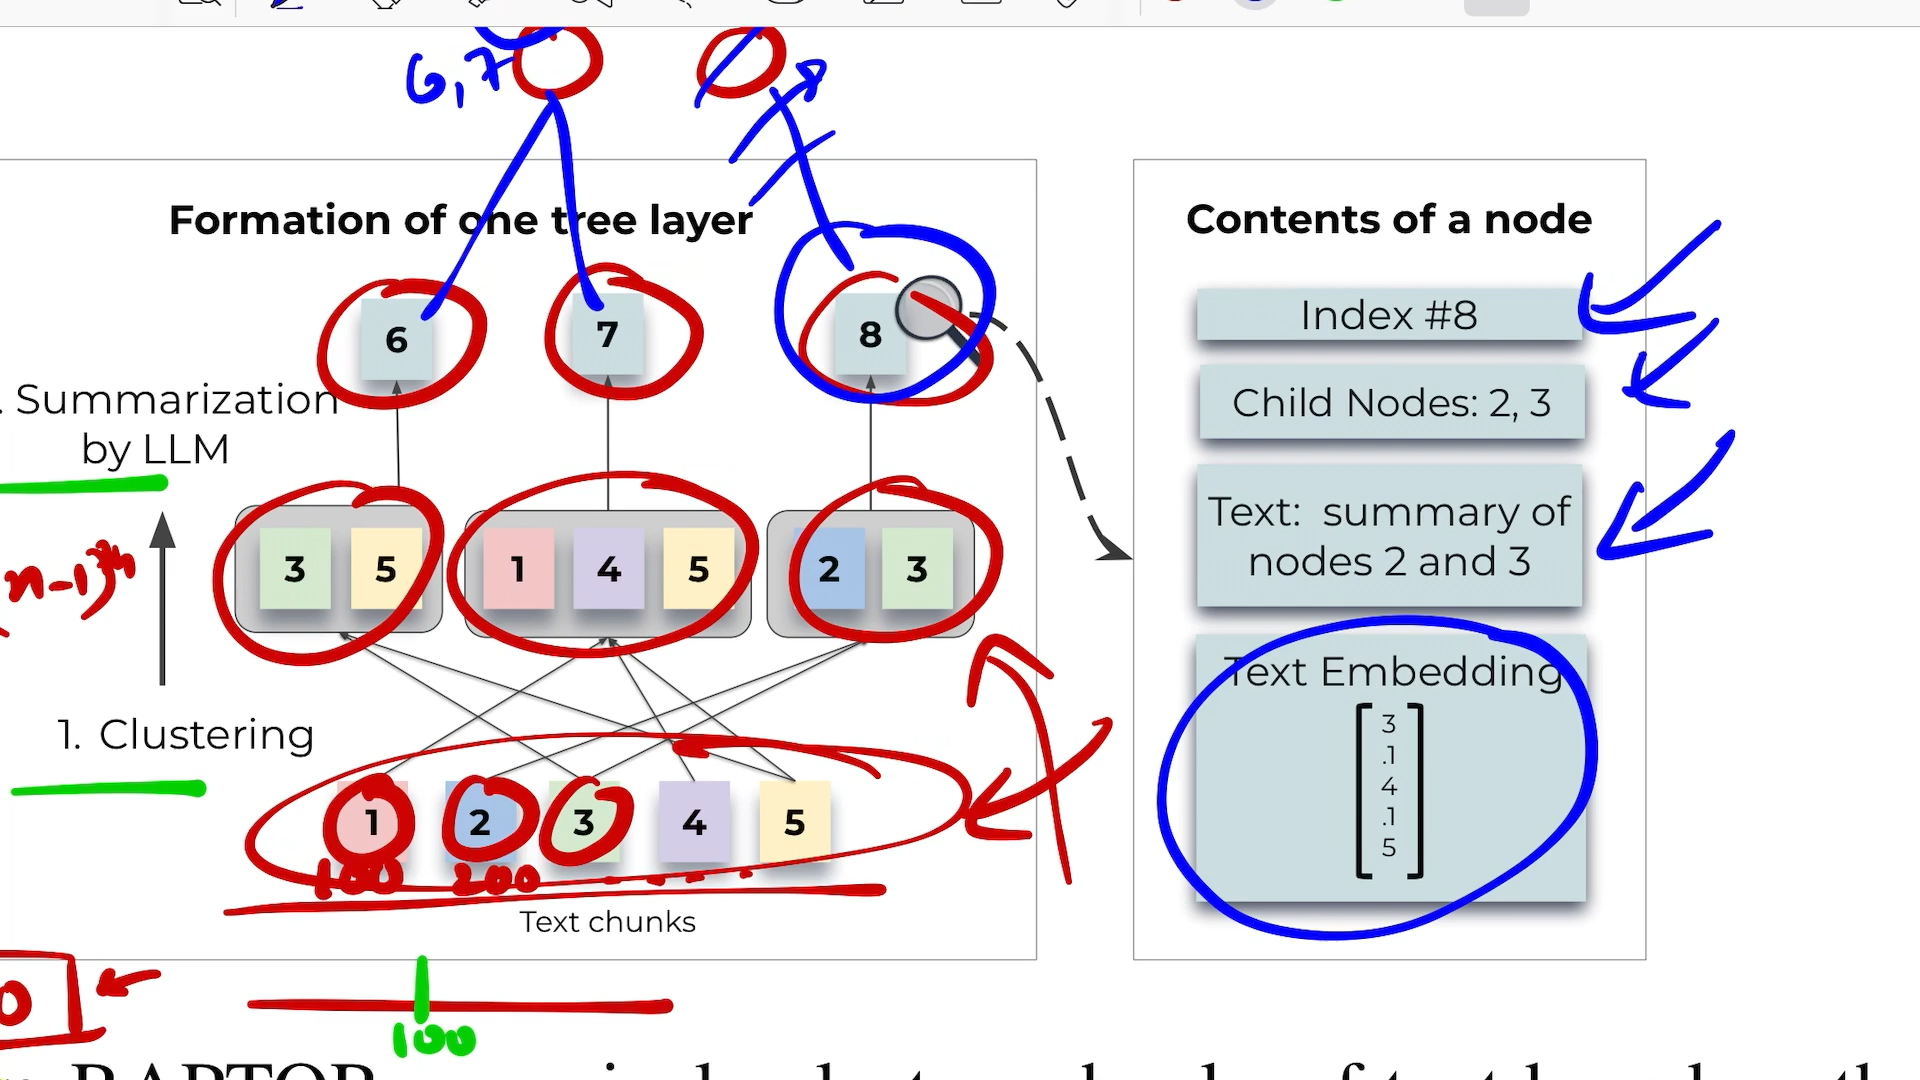 6,7
Formation of one tree layer
6
7
8
. Summarization
by LLM
3 5
1 4 5
2 3
1. Clustering
1 2 3 4 5
100 200
Text chunks
100
Contents of a node
Index #8
Child Nodes: 2, 3
Text: summary of
nodes 2 and 3
Text Embedding
3
.1
4
.1
5
RAPTOR